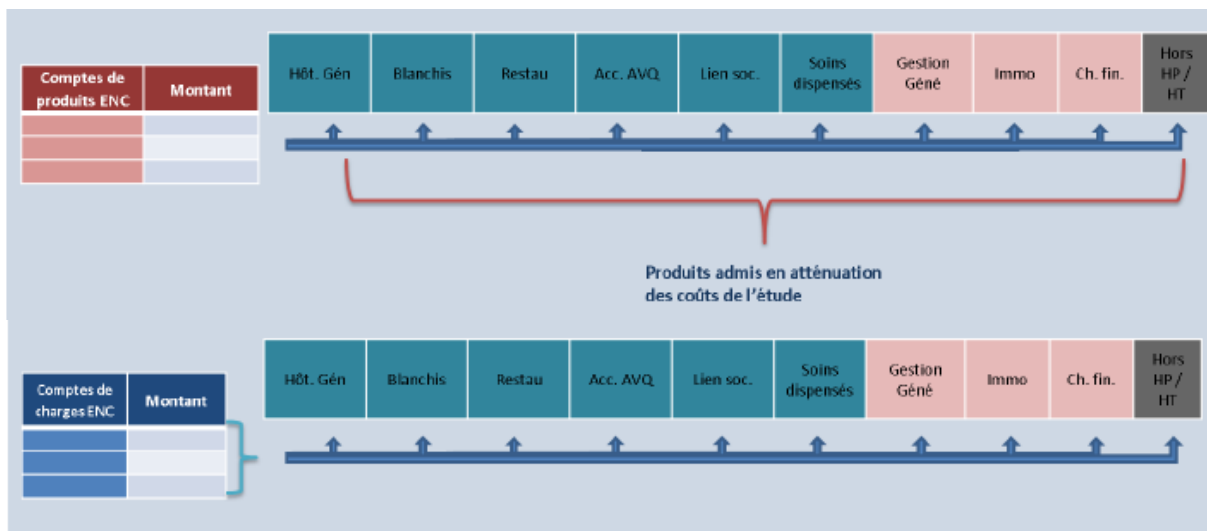 Comptes de
produits ENC
Montant
Hôt. Gén
Blanchis
Restau
Acc. AVQ
Lien soc.
Soins
dispensés
Gestion
Géné
Immo
Ch. fin.
Hors
HP /
HT
Produits admis en atténuation
des coûts de l'étude
Comptes de
charges ENC
Montant
Hôt. Gén
Blanchis
Restau
Acc. AVQ
Lien soc.
Soins
dispensés
Gestion
Géné
Immo
Ch. fin.
Hors
HP /
HT